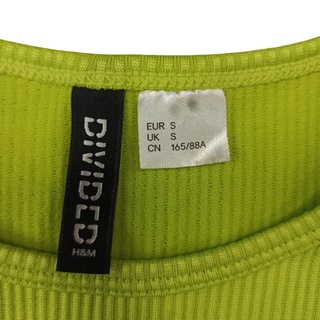 DIVIDED
H&M
EUR S
UK S
CN 165/88A